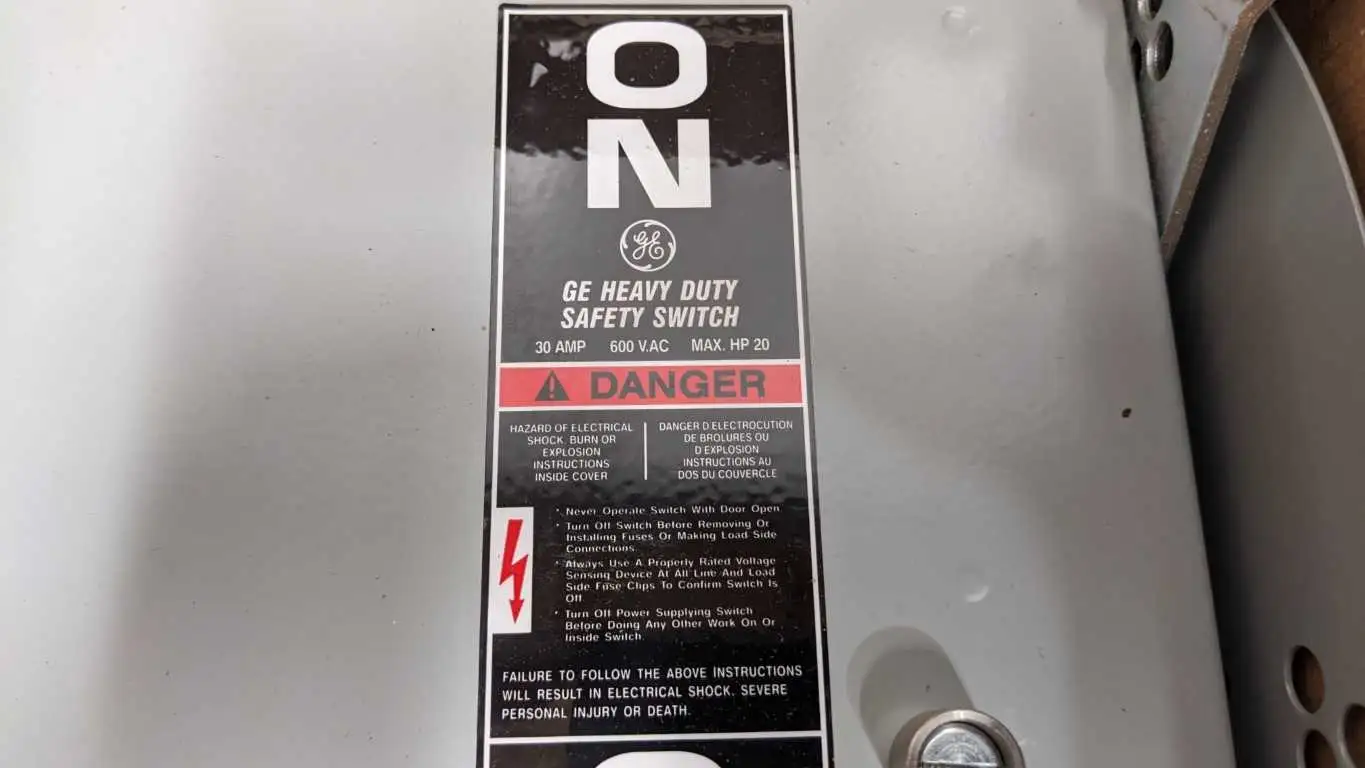 O
N
GE
GE HEAVY DUTY
SAFETY SWITCH
30 AMP 600 V.AC MAX. HP 20
DANGER
HAZARD OF ELECTRICAL
SHOCK, BURN OR
EXPLOSION
INSTRUCTIONS
INSIDE COVER
DANGER D'ELECTROCUTION
DE BROLURES OU
D'EXPLOSION
INSTRUCTIONS AU
DOS DU COUVERCLE
* Never Operate Switch With Door Open
* Turn Off Switch Before Removing Or
Installing Fuses Or Making Load Side
Connections.
* Always Use A Properly Rated Voltage
Sensing Device At All Line And Load
Side Fuse Clips To Confirm Switch Is
Off.
* Turn Off Power Supplying Switch
Before Doing Any Other Work On Or
Inside Switch.
FAILURE TO FOLLOW THE ABOVE INSTRUCTIONS
WILL RESULT IN ELECTRICAL SHOCK, SEVERE
PERSONAL INJURY OR DEATH.